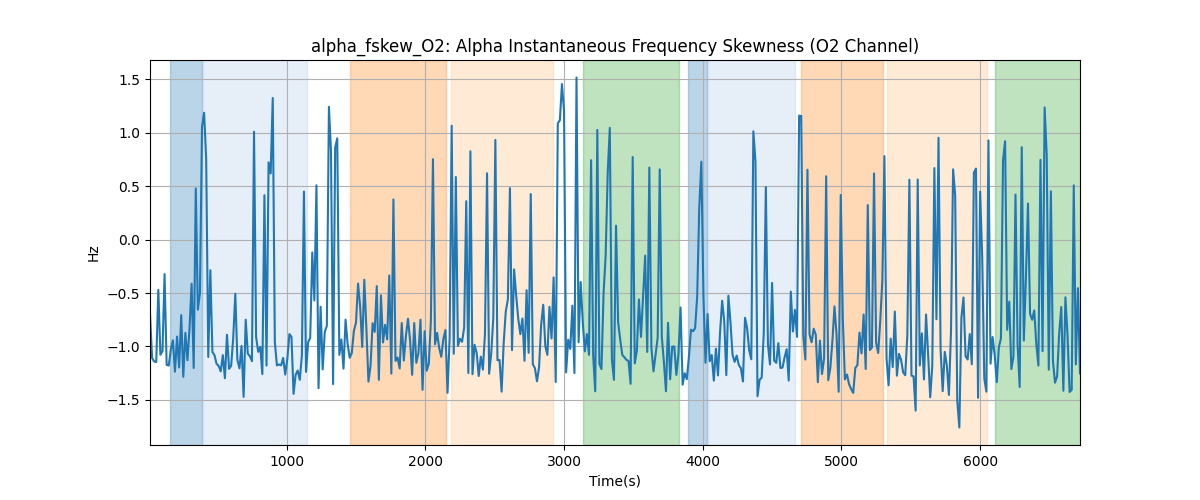 alpha_fskew_O2: Alpha Instantaneous Frequency Skewness (O2 Channel)
Hz
1.5
1.0
0.5
0.0
−0.5
−1.0
−1.5
1000 2000 3000 4000 5000 6000
Time(s)